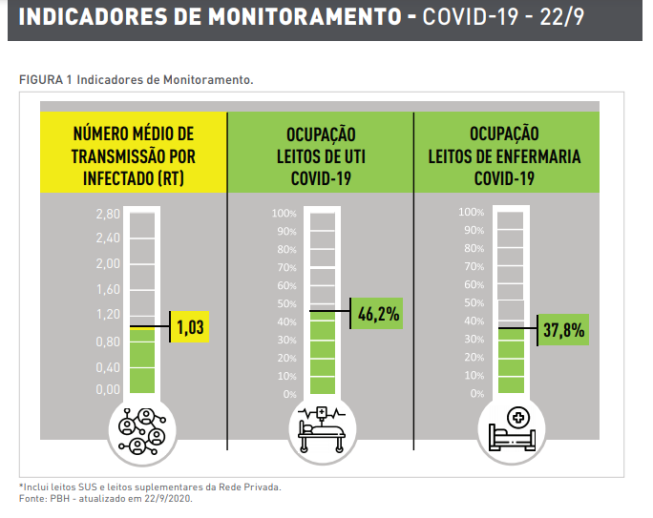 INDICADORES DE MONITORAMENTO - COVID-19 - 22/9
FIGURA 1 Indicadores de Monitoramento.
NÚMERO MÉDIO DE
TRANSMISSÃO POR
INFECTADO (RT)
2,80
2,40
2,00
1,60
1,20
0,80
0,40
0,00
1,03
OCUPAÇÃO
LEITOS DE UTI
COVID-19
100%
90%
80%
70%
60%
50%
40%
30%
20%
10%
0%
46,2%
OCUPAÇÃO
LEITOS DE ENFERMARIA
COVID-19
100%
90%
80%
70%
60%
50%
40%
30%
20%
10%
0%
37,8%
*Inclui leitos SUS e leitos suplementares da Rede Privada.
Fonte: PBH - atualizado em 22/9/2020.